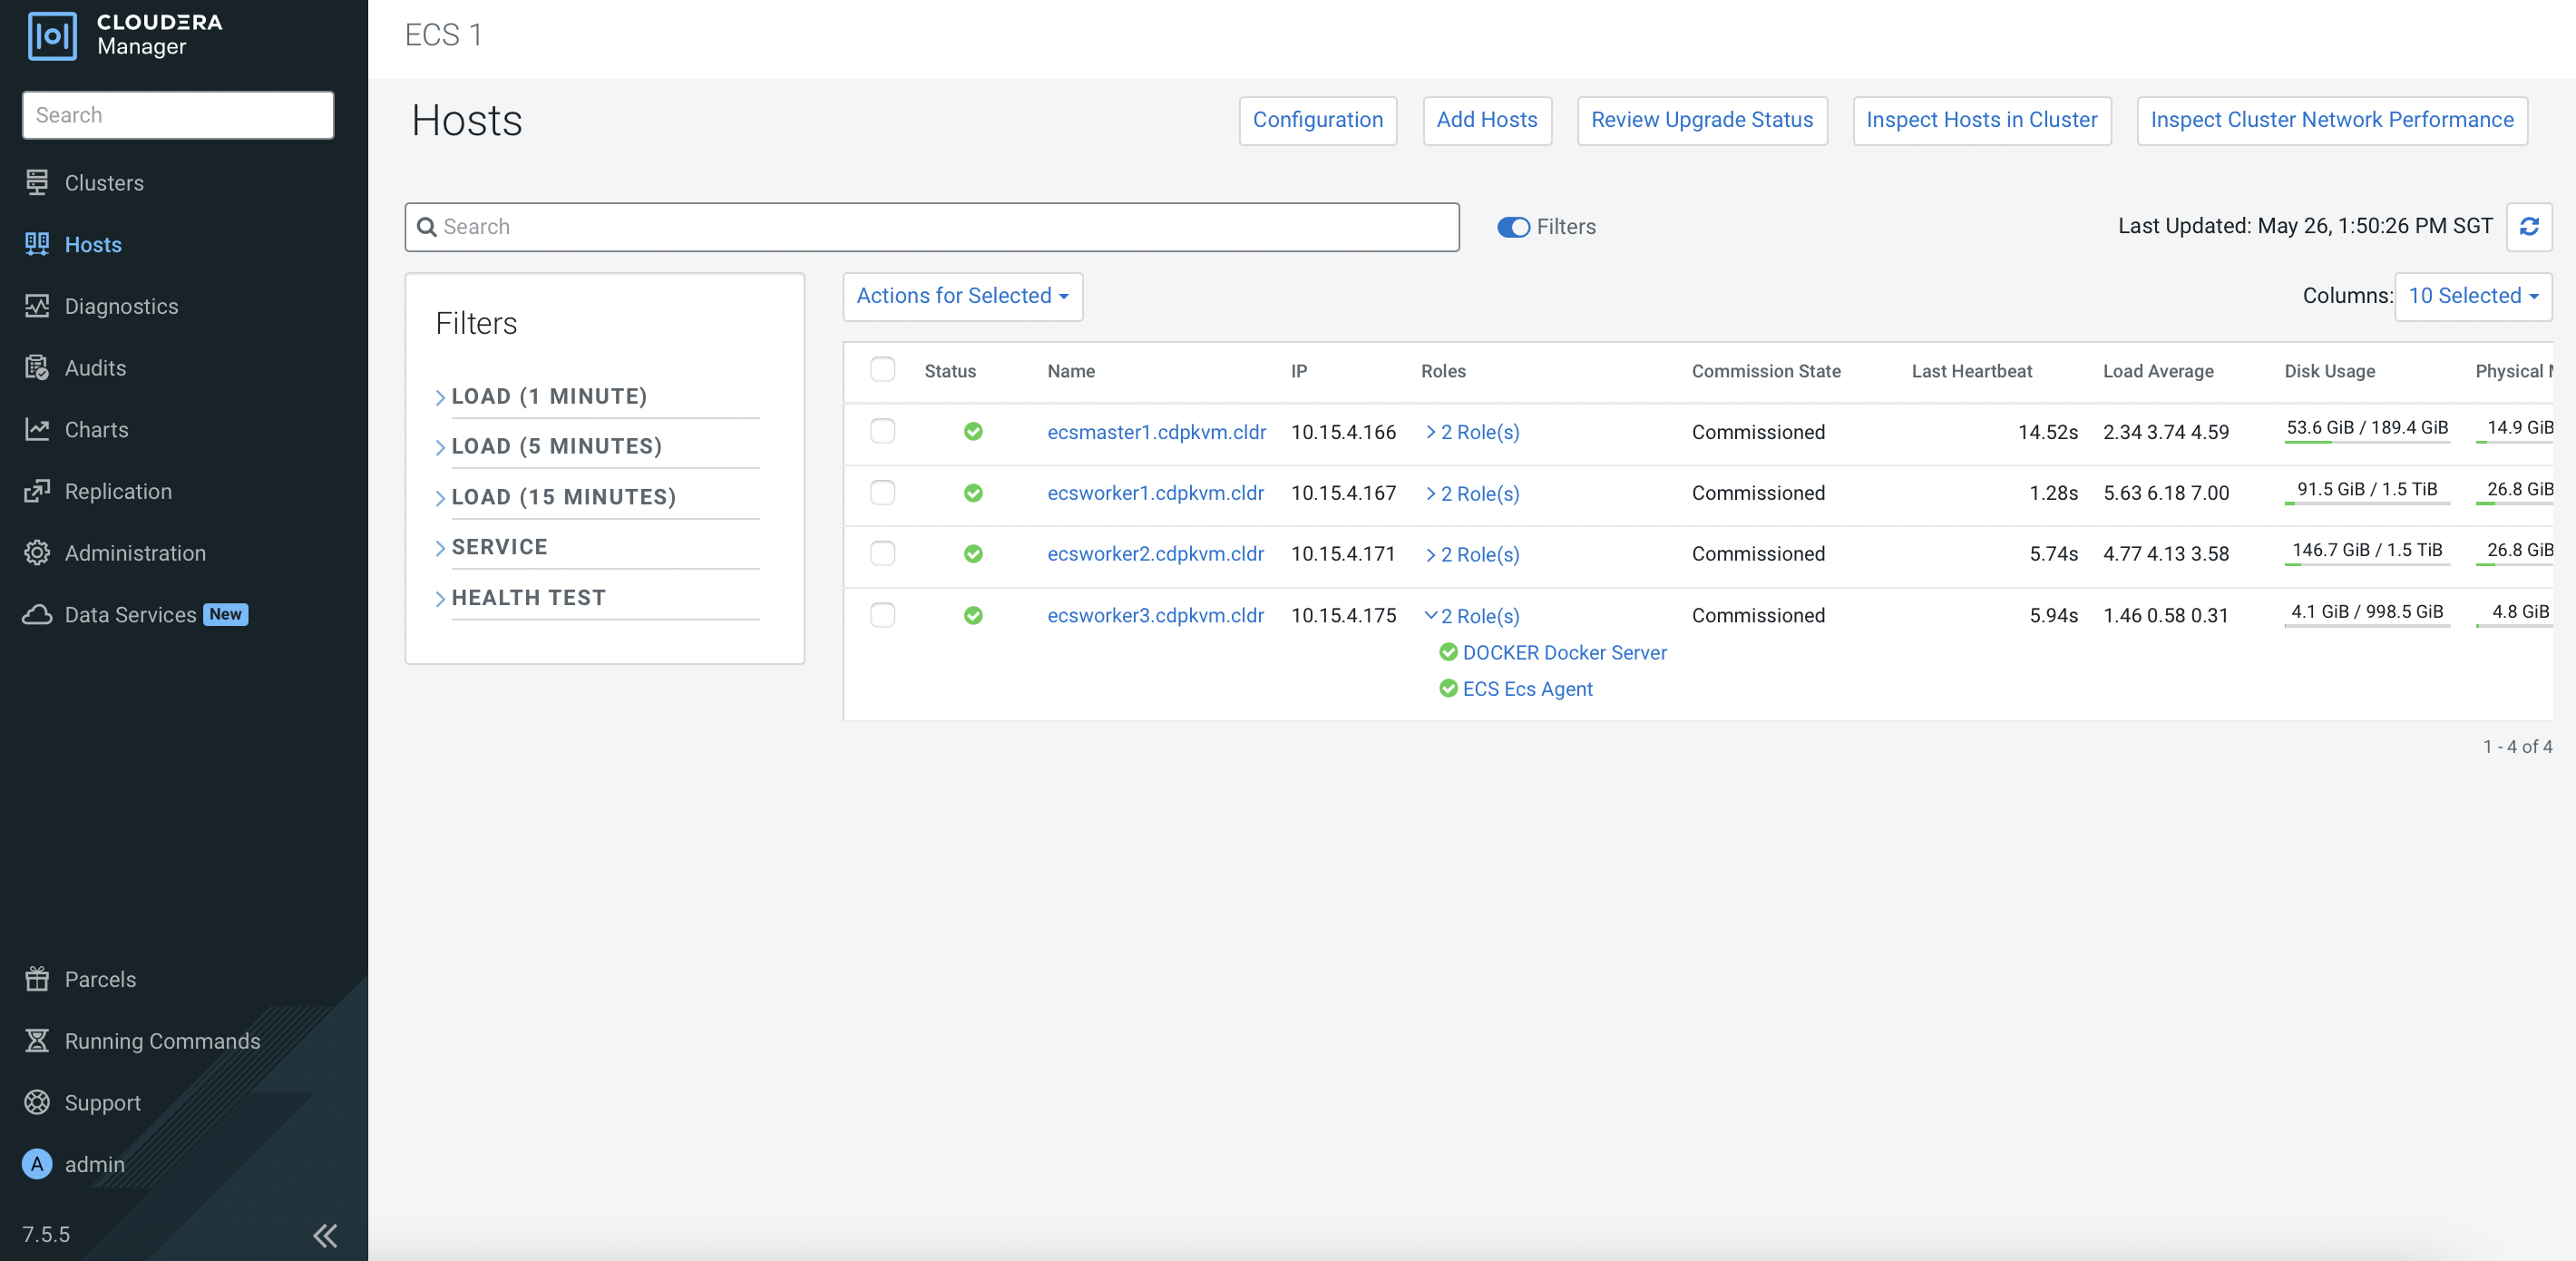 CLOUDERA
Manager
Search
Clusters
Hosts
Diagnostics
Audits
Charts
Replication
Administration
Data Services New
Parcels
Running Commands
Support
A admin
7.5.5
ECS 1
Hosts
Configuration Add Hosts Review Upgrade Status Inspect Hosts in Cluster Inspect Cluster Network Performance
Search Filters Last Updated: May 26, 1:50:26 PM SGT
Filters
LOAD (1 MINUTE)
LOAD (5 MINUTES)
LOAD (15 MINUTES)
SERVICE
HEALTH TEST
Actions for Selected Columns: 10 Selected
Status Name IP Roles Commission State Last Heartbeat Load Average Disk Usage Physical
ecsmaster1.cdpkvm.cldr 10.15.4.166 2 Role(s) Commissioned 14.52s 2.34 3.74 4.59 53.6 GiB / 189.4 GiB 14.9 GiB
ecsworker1.cdpkvm.cldr 10.15.4.167 2 Role(s) Commissioned 1.28s 5.63 6.18 7.00 91.5 GiB / 1.5 TiB 26.8 GiB
ecsworker2.cdpkvm.cldr 10.15.4.171 2 Role(s) Commissioned 5.74s 4.77 4.13 3.58 146.7 GiB / 1.5 TiB 26.8 GiB
ecsworker3.cdpkvm.cldr 10.15.4.175 2 Role(s) Commissioned 5.94s 1.46 0.58 0.31 4.1 GiB / 998.5 GiB 4.8 GiB
DOCKER Docker Server
ECS Ecs Agent
1 - 4 of 4